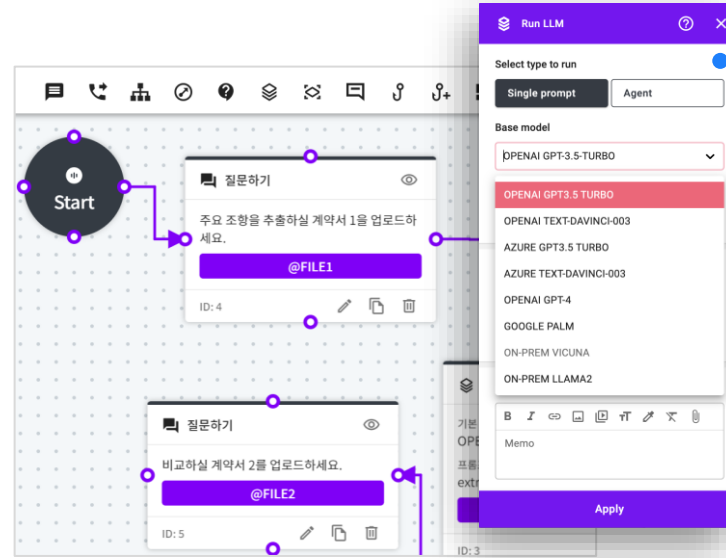 Run LLM
Select type to run
Single prompt
Agent
Base model
OPENAI GPT-3.5-TURBO
OPENAI GPT3.5 TURBO
OPENAI TEXT-DAVINCI-003
AZURE GPT3.5 TURBO
AZURE TEXT-DAVINCI-003
OPENAI GPT-4
GOOGLE PALM
ON-PREM VICUNA
ON-PREM LLAMA2
Memo
Apply
Start
질문하기
주요 조항을 추출하실 계약서 1을 업로드하
세요.
@FILE1
ID: 4
질문하기
비교하실 계약서 2를 업로드하세요.
@FILE2
ID: 5
기본
ID: 3